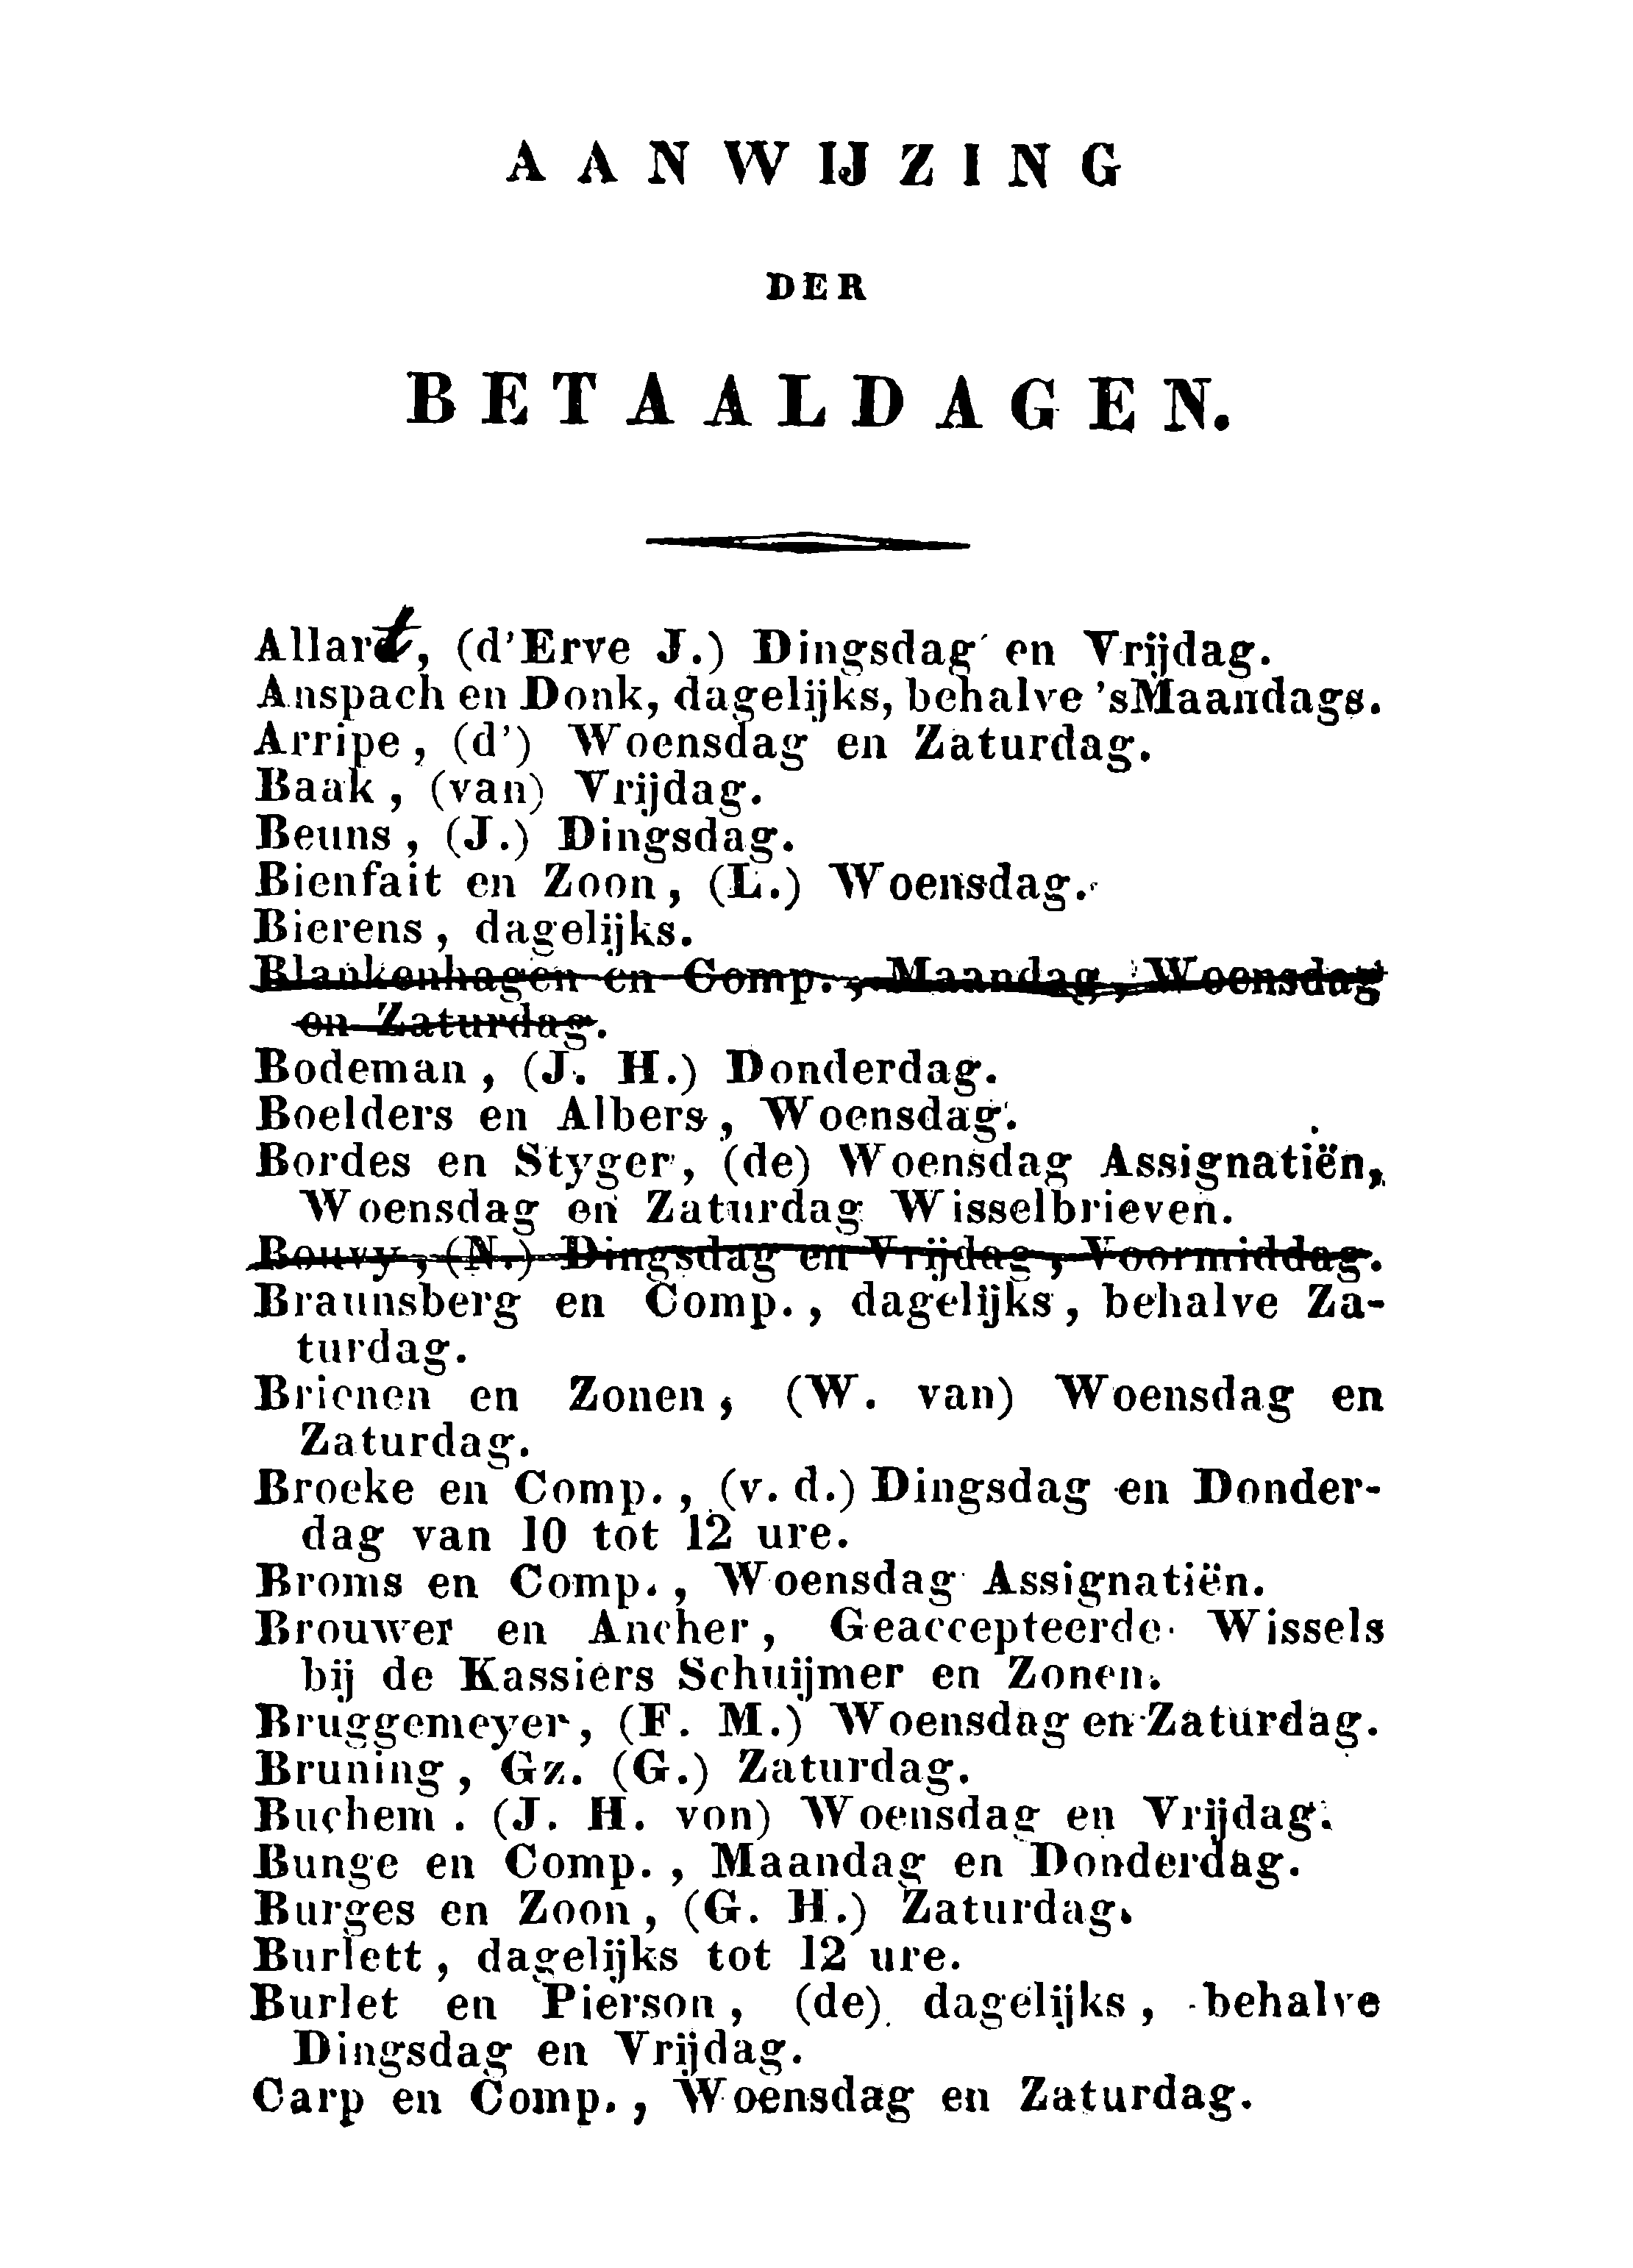 AANWIJZING
DER
BETAALDAGEN.
Allart, (d'Erve J.) Dingsdag en Vrijdag.
Anspach en Donk, dagelijks, behalve 'sMaandags.
Arripe, (d') Woensdag en Zaturdag.
Baak, (van) Vrijdag.
Beuns, (J.) Dingsdag.
Bienfait en Zoon, (L.) Woensdag.
Bierens, dagelijks.
Blankenhagen en Comp., Maandag, Woensdag
en Zaturdag.
Bodeman, (J. H.) Donderdag.
Boelders en Albers, Woensdag.
Bordes en Styger, (de) Woensdag Assignatiën,
Woensdag en Zaturdag Wisselbrieven.
Bouvy, (N.) Dingsdag en Vrijdag, Voormiddag.
Braunsberg en Comp., dagelijks, behalve Za-
turdag.
Brienen en Zonen, (W. van) Woensdag en
Zaturdag.
Broeke en Comp., (v. d.) Dingsdag en Donder-
dag van 10 tot 12 ure.
Broms en Comp., Woensdag Assignatiën.
Brouwer en Ancher, Geaccepteerde Wissels
bij de Kassiers Schuijmer en Zonen.
Bruggemeyer, (F. M.) Woensdag en Zaturdag.
Bruning, Gz. (G.) Zaturdag.
Buchem. (J. H. von) Woensdag en Vrijdag.
Bunge en Comp., Maandag en Donderdag.
Burges en Zoon, (G. H.) Zaturdag.
Burlett, dagelijks tot 12 ure.
Burlet en Pierson, (de) dagelijks, behalve
Dingsdag en Vrijdag.
Carp en Comp., Woensdag en Zaturdag.